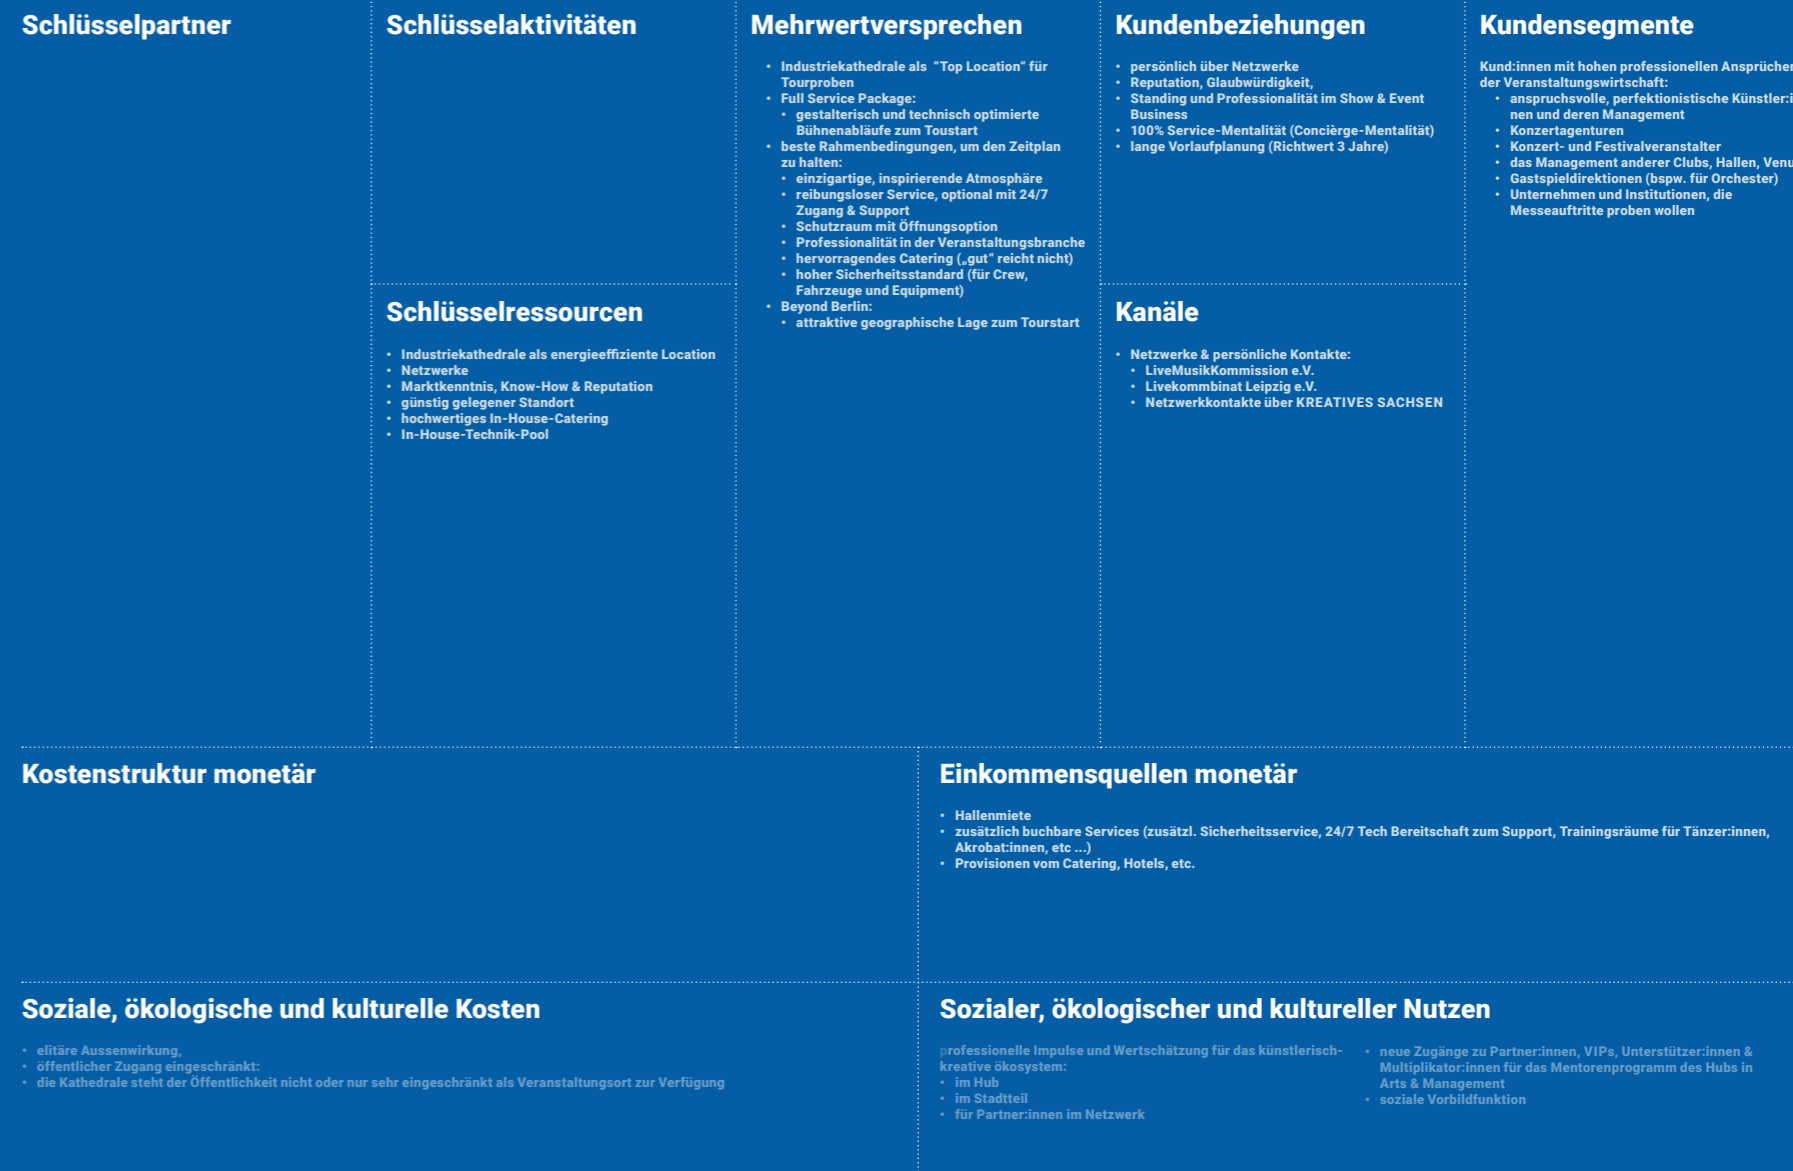 Schlüsselpartner
Schlüsselaktivitäten
Schlüsselressourcen
• Industriekathedrale als energieeffiziente Location
• Netzwerke
• Marktkenntnis, Know-How & Reputation
• günstig gelegener Standort
• hochwertiges In-House-Catering
• In-House-Technik-Pool
Mehrwertversprechen
• Industriekathedrale als "Top Location" für
Tourproben
• Full Service Package:
• gestalterisch und technisch optimierte
Bühnenabläufe zum Toustart
• beste Rahmenbedingungen, um den Zeitplan
zu halten:
• einzigartige, inspirierende Atmosphäre
• reibungsloser Service, optional mit 24/7
Zugang & Support
• Schutzraum mit Öffnungsoption
• Professionalität in der Veranstaltungsbranche
• hervorragendes Catering („gut" reicht nicht)
• hoher Sicherheitsstandard (für Crew,
Fahrzeuge und Equipment)
• Beyond Berlin:
• attraktive geographische Lage zum Tourstart
Kundenbeziehungen
• persönlich über Netzwerke
• Reputation, Glaubwürdigkeit,
• Standing und Professionalität im Show & Event
Business
• 100% Service-Mentalität (Concièrge-Mentalität)
• lange Vorlaufplanung (Richtwert 3 Jahre)
Kanäle
• Netzwerke & persönliche Kontakte:
• LiveMusikKommission e.V.
• Livekommbinat Leipzig e.V.
• Netzwerkkontakte über KREATIVES SACHSEN
Kundensegmente
Kund:innen mit hohen professionellen Ansprüchen
der Veranstaltungswirtschaft:
• anspruchsvolle, perfektionistische Künstler:i
nen und deren Management
• Konzertagenturen
• Konzert- und Festivalveranstalter
• das Management anderer Clubs, Hallen, Venu
• Gastspieldirektionen (bspw. für Orchester)
• Unternehmen und Institutionen, die
Messeauftritte proben wollen
Kostenstruktur monetär
Einkommensquellen monetär
• Hallenmiete
• zusätzlich buchbare Services (zusätzl. Sicherheitsservice, 24/7 Tech Bereitschaft zum Support, Trainingsräume für Tänzer:innen,
Akrobat:innen, etc ...)
• Provisionen vom Catering, Hotels, etc.
Soziale, ökologische und kulturelle Kosten
• elitäre Aussenwirkung,
• öffentlicher Zugang eingeschränkt:
• die Kathedrale steht der Öffentlichkeit nicht oder nur sehr eingeschränkt als Veranstaltungsort zur Verfügung
Sozialer, ökologischer und kultureller Nutzen
professionelle Impulse und Wertschätzung für das künstlerisch-
kreative ökosystem:
• im Hub
• im Stadtteil
• für Partner:innen im Netzwerk
• neue Zugänge zu Partner:innen, VIPs, Unterstützer:innen &
Multiplikator:innen für das Mentorenprogramm des Hubs in
Arts & Management
• soziale Vorbildfunktion